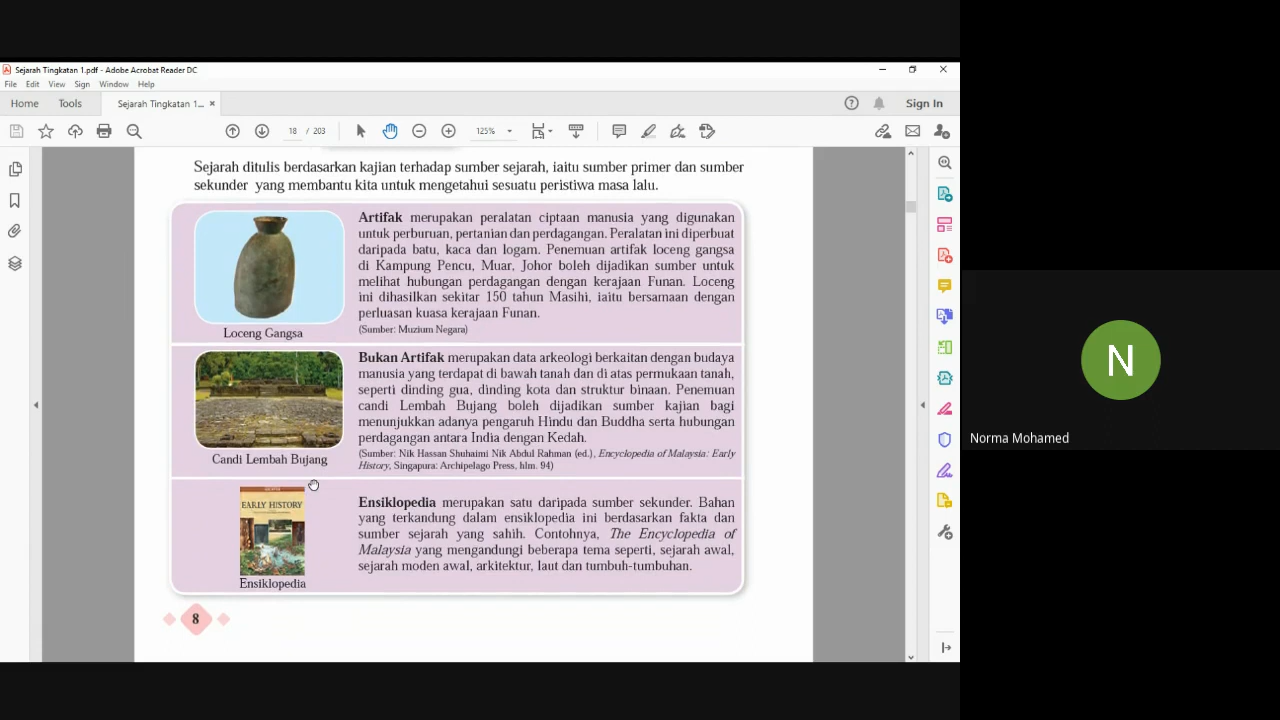 Sejarah Tingkatan 1.pdf - Adobe Acrobat Reader DC
File Edit View Sign Window Help
Home Tools Sejarah Tingkatan 1... × Sign In
18 / 203 125%
Sejarah ditulis berdasarkan kajian terhadap sumber sejarah, iaitu sumber primer dan sumber
sekunder yang membantu kita untuk mengetahui sesuatu peristiwa masa lalu.
Loceng Gangsa
Artifak merupakan peralatan ciptaan manusia yang digunakan
untuk perburuan, pertanian dan perdagangan. Peralatan ini diperbuat
daripada batu, kaca dan logam. Penemuan artifak loceng gangsa
di Kampung Pencu, Muar, Johor boleh dijadikan sumber untuk
melihat hubungan perdagangan dengan kerajaan Funan. Loceng
ini dihasilkan sekitar 150 tahun Masihi, iaitu bersamaan dengan
perluasan kuasa kerajaan Funan.
(Sumber: Muzium Negara)
Candi Lembah Bujang
Bukan Artifak merupakan data arkeologi berkaitan dengan budaya
manusia yang terdapat di bawah tanah dan di atas permukaan tanah,
seperti dinding gua, dinding kota dan struktur binaan. Penemuan
candi Lembah Bujang boleh dijadikan sumber kajian bagi
menunjukkan adanya pengaruh Hindu dan Buddha serta hubungan
perdagangan antara India dengan Kedah.
(Sumber: Nik Hassan Shuhaimi Nik Abdul Rahman (ed.), Encyclopedia of Malaysia: Early
History, Singapura: Archipelago Press, hlm. 94)
EARLY HISTORY
Ensiklopedia
Ensiklopedia merupakan satu daripada sumber sekunder. Bahan
yang terkandung dalam ensiklopedia ini berdasarkan fakta dan
sumber sejarah yang sahih. Contohnya, The Encyclopedia of
Malaysia yang mengandungi beberapa tema seperti, sejarah awal,
sejarah moden awal, arkitektur, laut dan tumbuh-tumbuhan.
8
N
Norma Mohamed